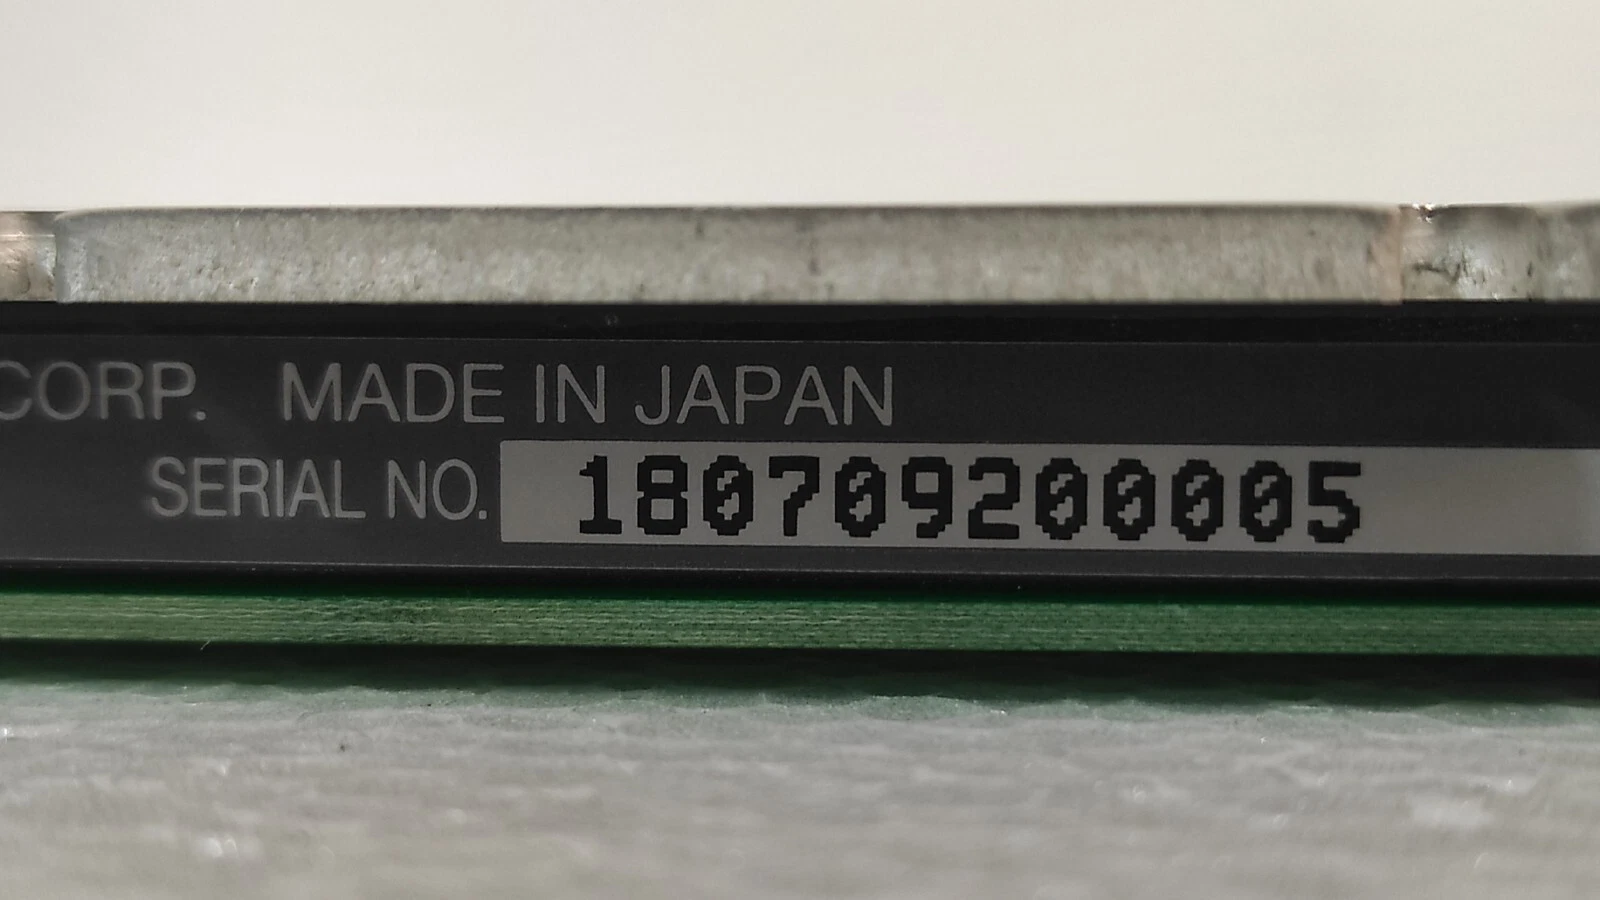 CORP. MADE IN JAPAN
SERIAL NO. 180709200005